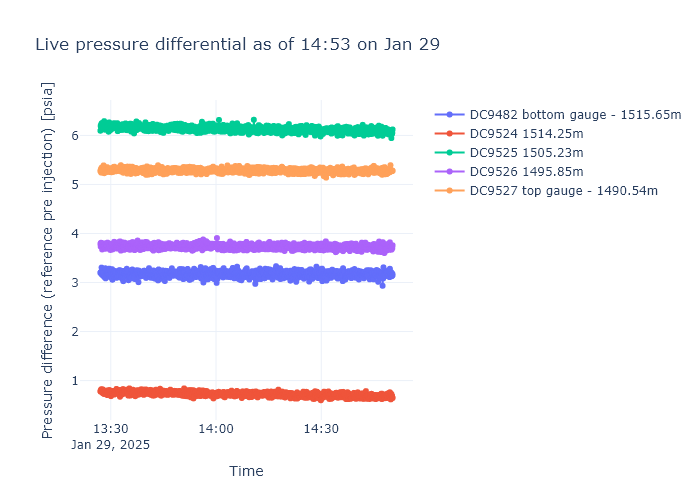 Live pressure differential as of 14:53 on Jan 29
Pressure difference (reference pre injection) [psia]
6
5
4
3
2
1
13:30
Jan 29, 2025
14:00
14:30
Time
DC9482 bottom gauge - 1515.65m
DC9524 1514.25m
DC9525 1505.23m
DC9526 1495.85m
DC9527 top gauge - 1490.54m